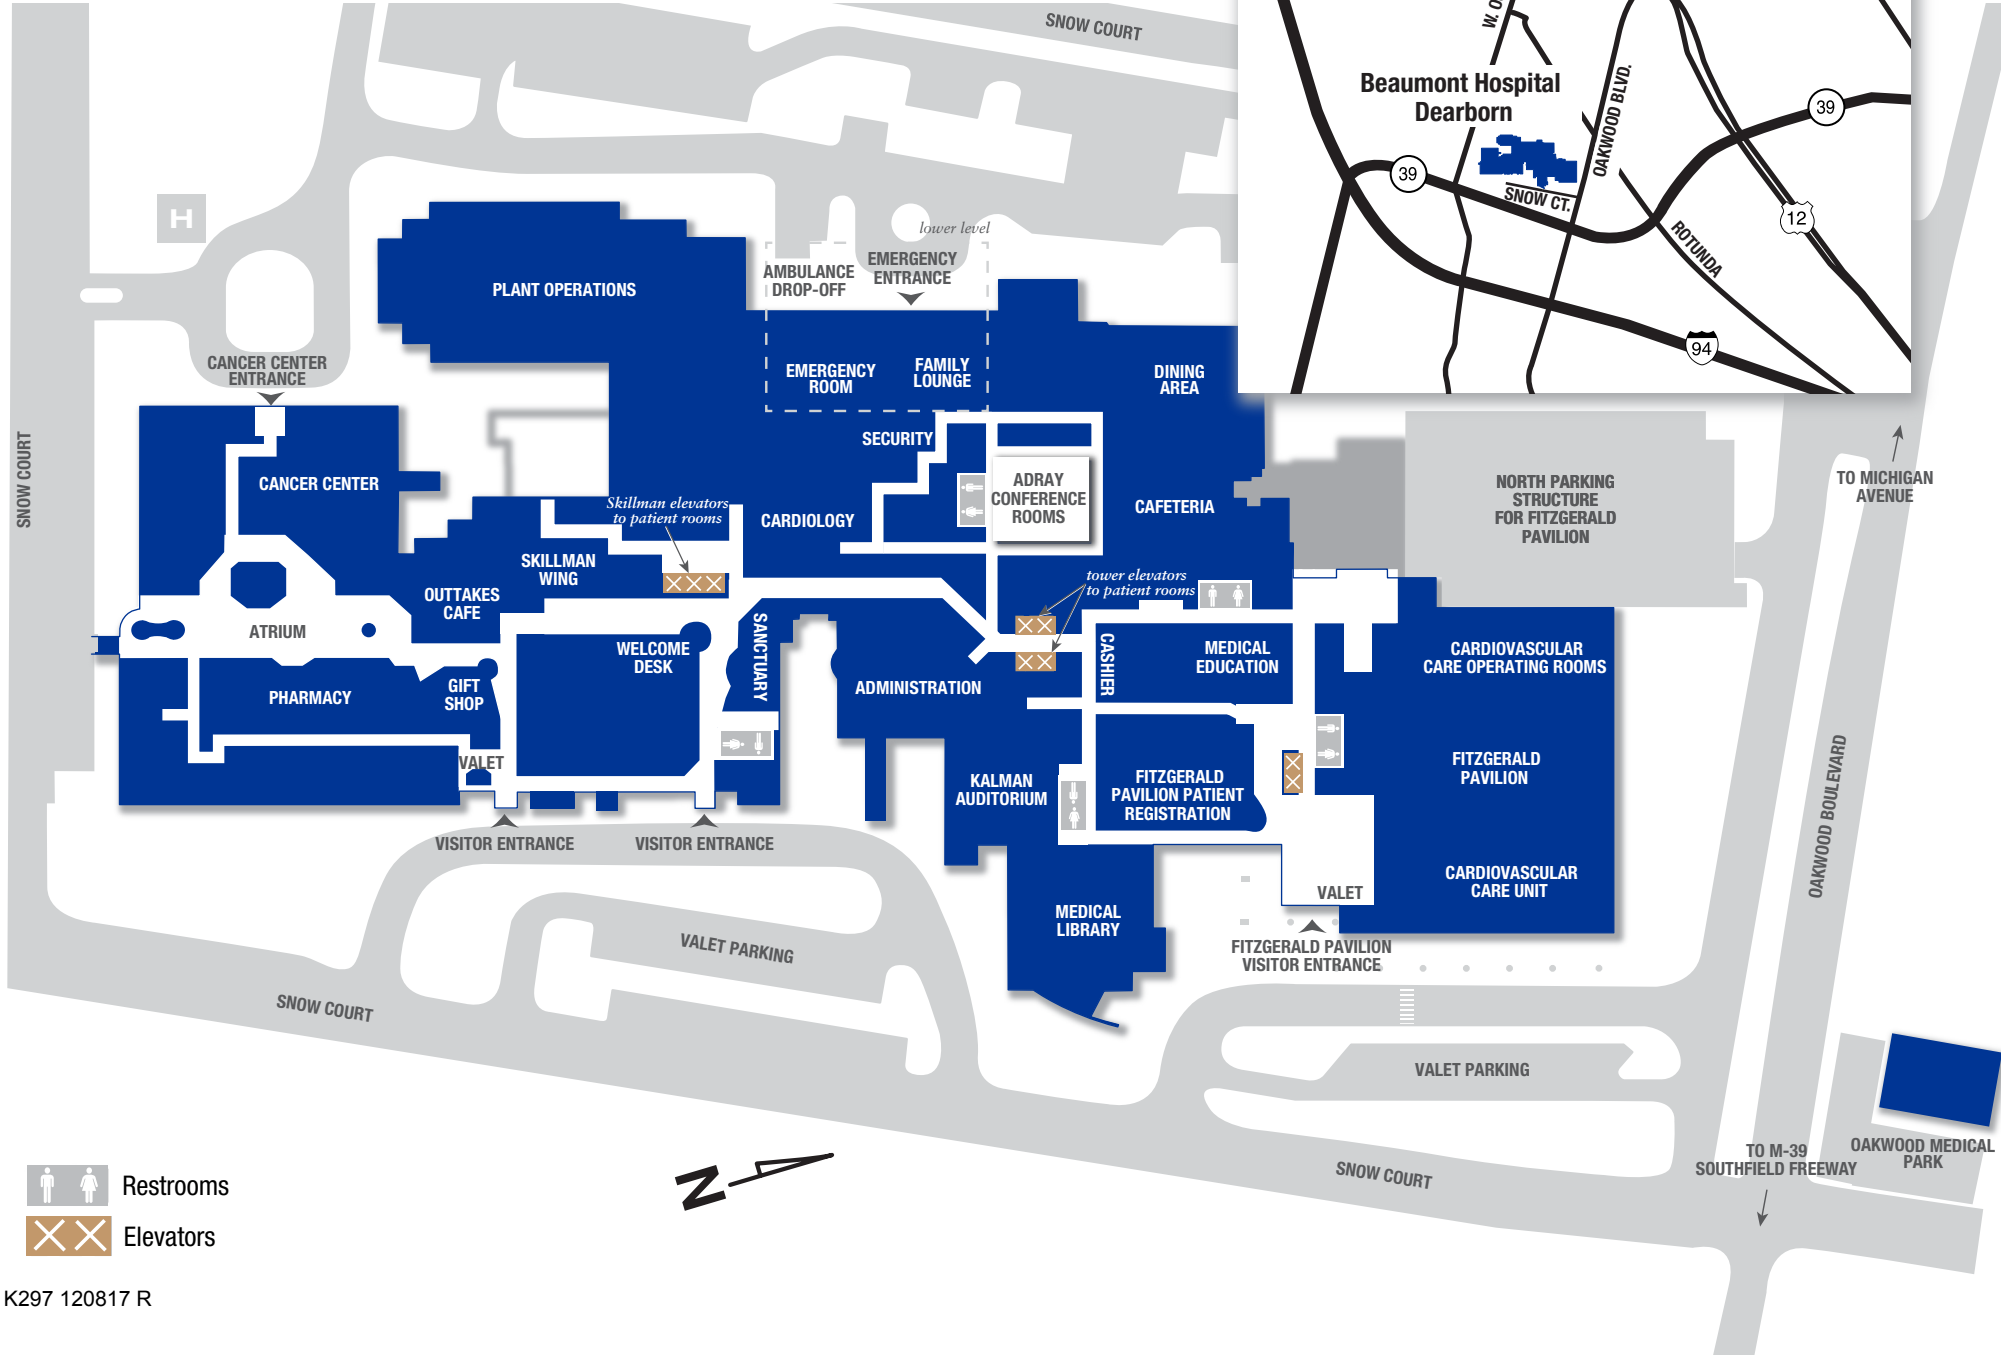 SNOW COURT
W. O
Beaumont Hospital
Dearborn
OAKWOOD BLVD.
39
39
SNOW CT.
12
ROTUNDA
94
H
lower level
AMBULANCE
DROP-OFF
EMERGENCY
ENTRANCE
PLANT OPERATIONS
CANCER CENTER
ENTRANCE
EMERGENCY
ROOM
FAMILY
LOUNGE
DINING
AREA
SNOW COURT
SECURITY
CANCER CENTER
ADRAY
CONFERENCE
ROOMS
NORTH PARKING
STRUCTURE
FOR FITZGERALD
PAVILION
TO MICHIGAN
AVENUE
Skillman elevators
to patient rooms
CARDIOLOGY
CAFETERIA
SKILLMAN
WING
tower elevators
to patient rooms
OUTTAKES
CAFE
ATRIUM
WELCOME
DESK
SANCTUARY
CASHIER
MEDICAL
EDUCATION
CARDIOVASCULAR
CARE OPERATING ROOMS
PHARMACY
GIFT
SHOP
ADMINISTRATION
VALET
KALMAN
AUDITORIUM
FITZGERALD
PAVILION PATIENT
REGISTRATION
FITZGERALD
PAVILION
OAKWOOD BOULEVARD
VISITOR ENTRANCE
VISITOR ENTRANCE
CARDIOVASCULAR
CARE UNIT
VALET
MEDICAL
LIBRARY
VALET PARKING
FITZGERALD PAVILION
VISITOR ENTRANCE
SNOW COURT
VALET PARKING
TO M-39
SOUTHFIELD FREEWAY
OAKWOOD MEDICAL
PARK
SNOW COURT
N
Restrooms
Elevators
K297 120817 R